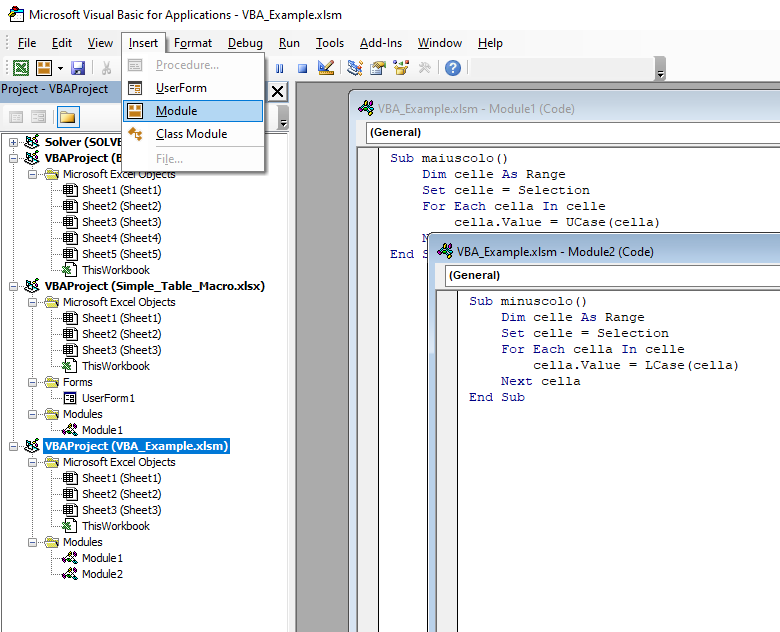 Microsoft Visual Basic for Applications - VBA_Example.xlsm
File Edit View Insert Format Debug Run Tools Add-Ins Window Help
Project - VBAProject
Procedure...
UserForm
Module
Class Module
File...
Solver (SOLVE
VBAProject (B
Microsoft Excel Objects
Sheet1 (Sheet1)
Sheet2 (Sheet2)
Sheet3 (Sheet3)
Sheet4 (Sheet4)
Sheet5 (Sheet5)
ThisWorkbook
VBAProject (Simple_Table_Macro.xlsx)
Microsoft Excel Objects
Sheet1 (Sheet1)
Sheet2 (Sheet2)
Sheet3 (Sheet3)
ThisWorkbook
Forms
UserForm1
Modules
Module1
VBAProject (VBA_Example.xlsm)
Microsoft Excel Objects
Sheet1 (Sheet1)
Sheet2 (Sheet2)
Sheet3 (Sheet3)
ThisWorkbook
Modules
Module1
Module2
VBA_Example.xlsm - Module1 (Code)
(General)
Sub maiuscolo()
Dim celle As Range
Set celle = Selection
For Each cella In celle
cella.Value = UCase(cella)
End
VBA_Example.xlsm - Module2 (Code)
(General)
Sub minuscolo()
Dim celle As Range
Set celle = Selection
For Each cella In celle
cella.Value = LCase(cella)
Next cella
End Sub